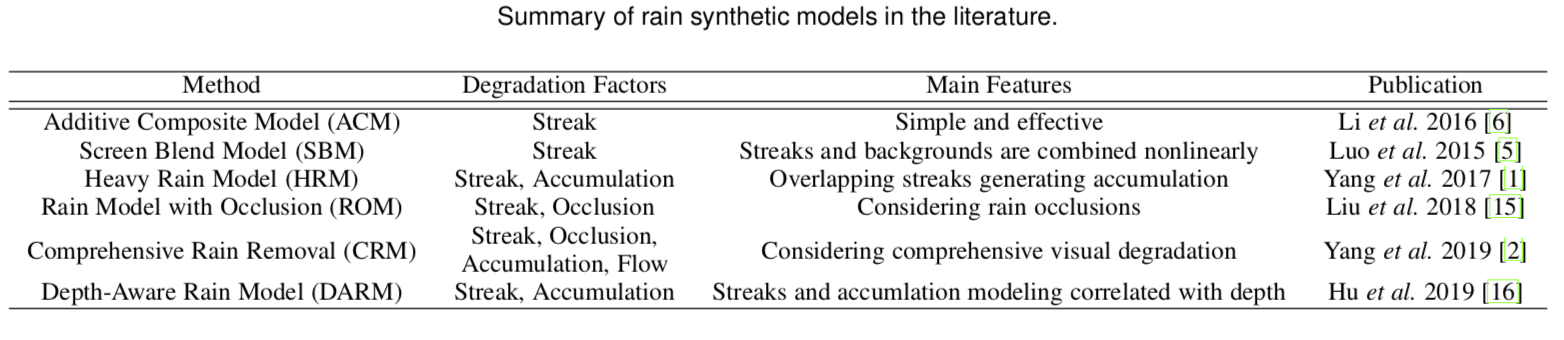 Summary of rain synthetic models in the literature.
Method Degradation Factors Main Features Publication
Additive Composite Model (ACM) Streak Simple and effective Li et al. 2016 [6]
Screen Blend Model (SBM) Streak Streaks and backgrounds are combined nonlinearly Luo et al. 2015 [5]
Heavy Rain Model (HRM) Streak, Accumulation Overlapping streaks generating accumulation Yang et al. 2017 [1]
Rain Model with Occlusion (ROM) Streak, Occlusion Considering rain occlusions Liu et al. 2018 [15]
Comprehensive Rain Removal (CRM) Streak, Occlusion,
Accumulation, Flow Considering comprehensive visual degradation Yang et al. 2019 [2]
Depth-Aware Rain Model (DARM) Streak, Accumulation Streaks and accumlation modeling correlated with depth Hu et al. 2019 [16]